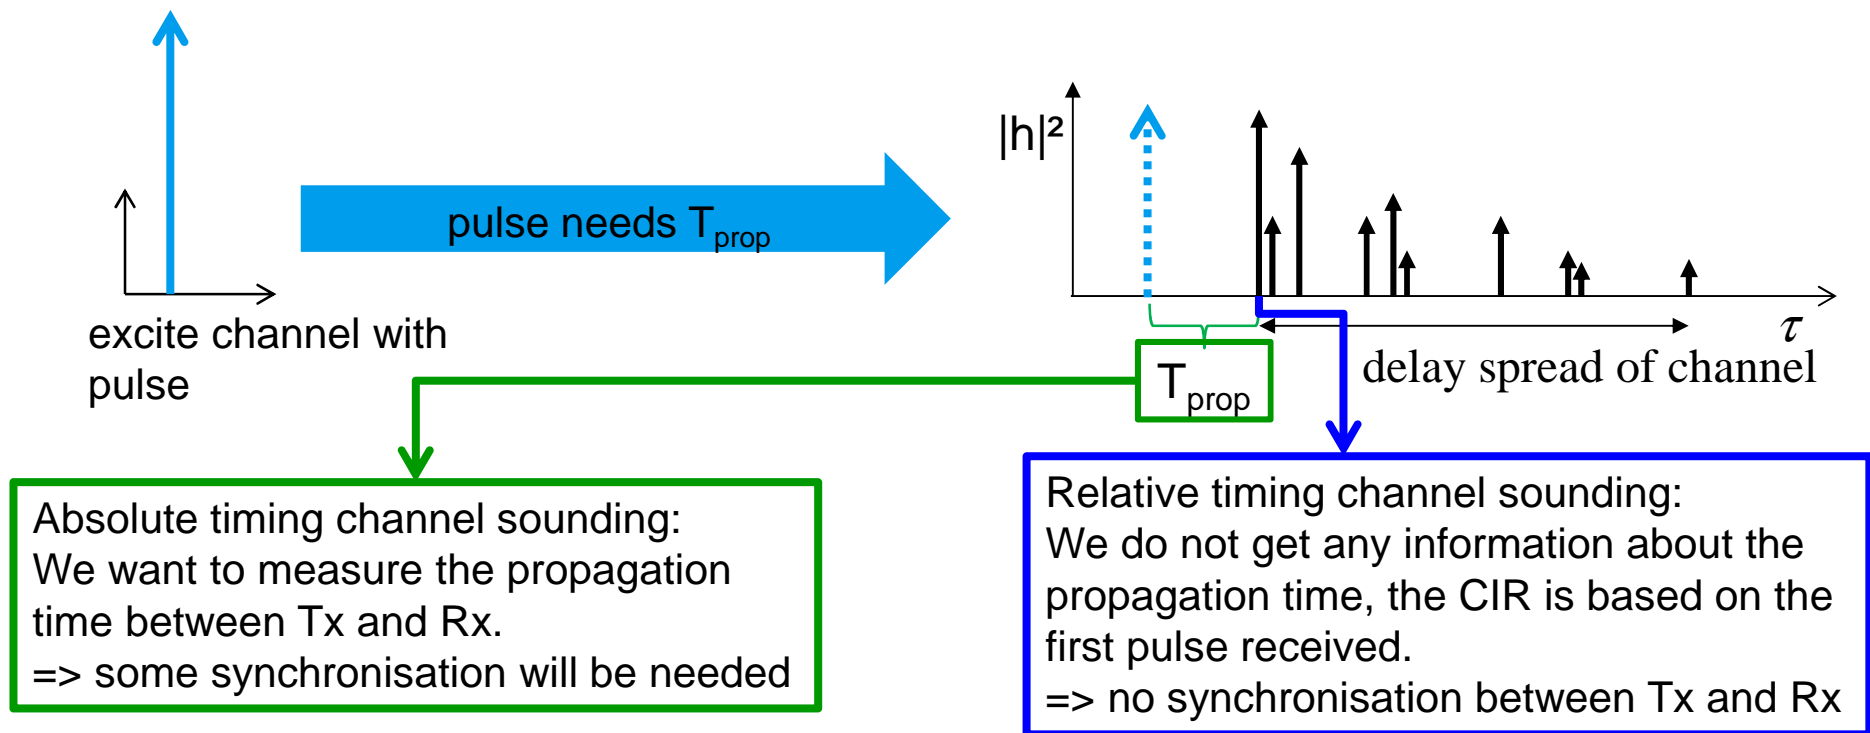 |h|²
pulse needs T_prop
τ
excite channel with
pulse
delay spread of channel
T_prop
Absolute timing channel sounding:
We want to measure the propagation
time between Tx and Rx.
=> some synchronisation will be needed
Relative timing channel sounding:
We do not get any information about the
propagation time, the CIR is based on the
first pulse received.
=> no synchronisation between Tx and Rx